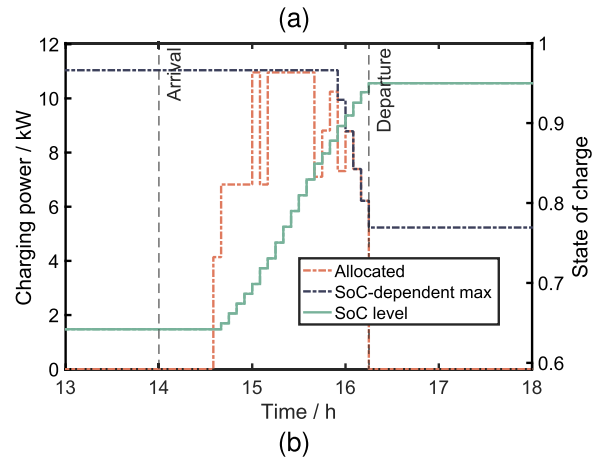 (a)
12
10
8
6
4
2
0
Charging power / kW
Arrival
Departure
1
0.9
0.8
0.7
0.6
State of charge
Allocated
SoC-dependent max
SoC level
13 14 15 16 17 18
Time / h
(b)